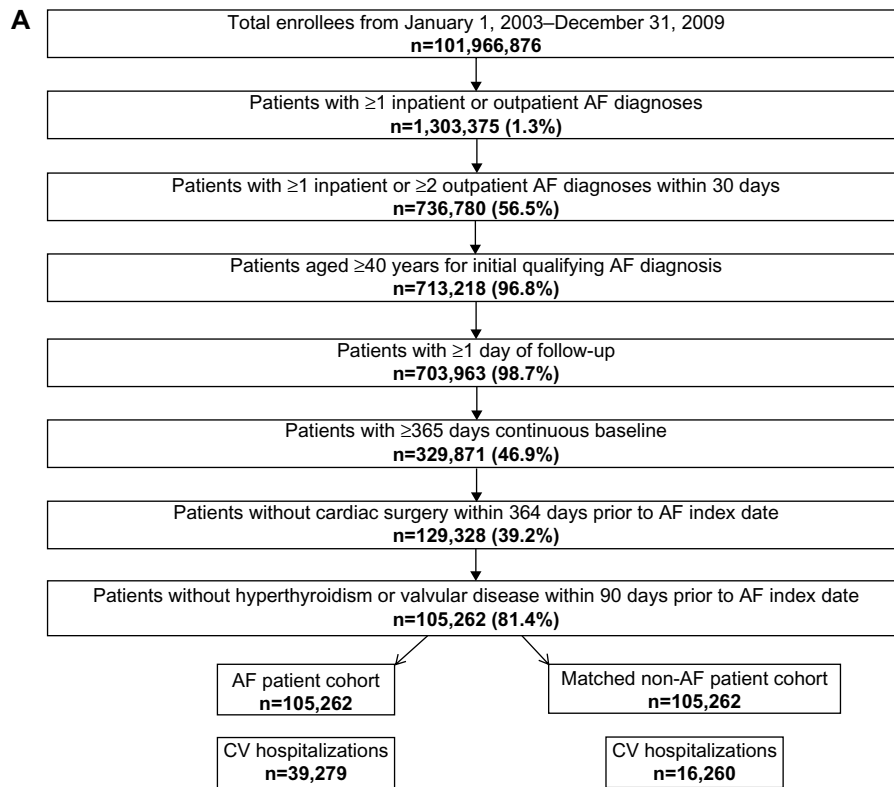 A
Total enrollees from January 1, 2003–December 31, 2009
n=101,966,876
Patients with ≥1 inpatient or outpatient AF diagnoses
n=1,303,375 (1.3%)
Patients with ≥1 inpatient or ≥2 outpatient AF diagnoses within 30 days
n=736,780 (56.5%)
Patients aged ≥40 years for initial qualifying AF diagnosis
n=713,218 (96.8%)
Patients with ≥1 day of follow-up
n=703,963 (98.7%)
Patients with ≥365 days continuous baseline
n=329,871 (46.9%)
Patients without cardiac surgery within 364 days prior to AF index date
n=129,328 (39.2%)
Patients without hyperthyroidism or valvular disease within 90 days prior to AF index date
n=105,262 (81.4%)
AF patient cohort
n=105,262
Matched non-AF patient cohort
n=105,262
CV hospitalizations
n=39,279
CV hospitalizations
n=16,260